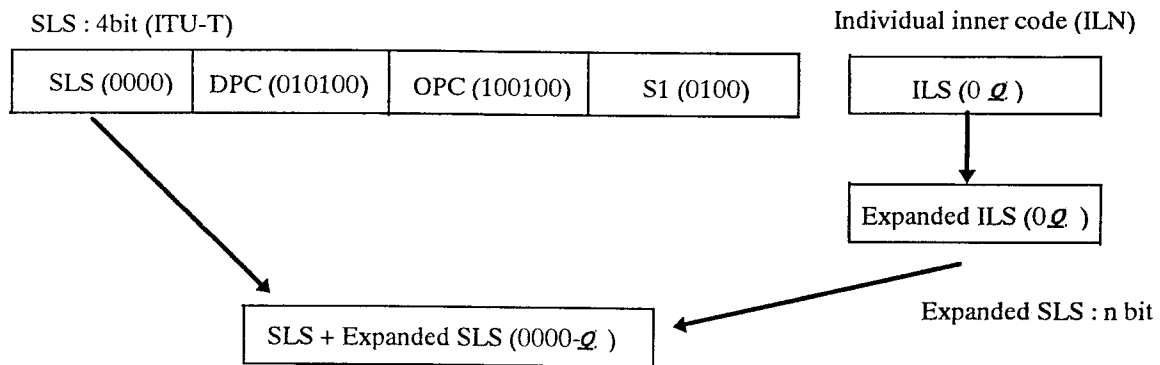 SLS : 4bit (ITU-T)
Individual inner code (ILN)
SLS (0000) DPC (010100) OPC (100100) S1 (0100)
ILS (0 Q )
Expanded ILS (0Q )
Expanded SLS : n bit
SLS + Expanded SLS (0000-Q )